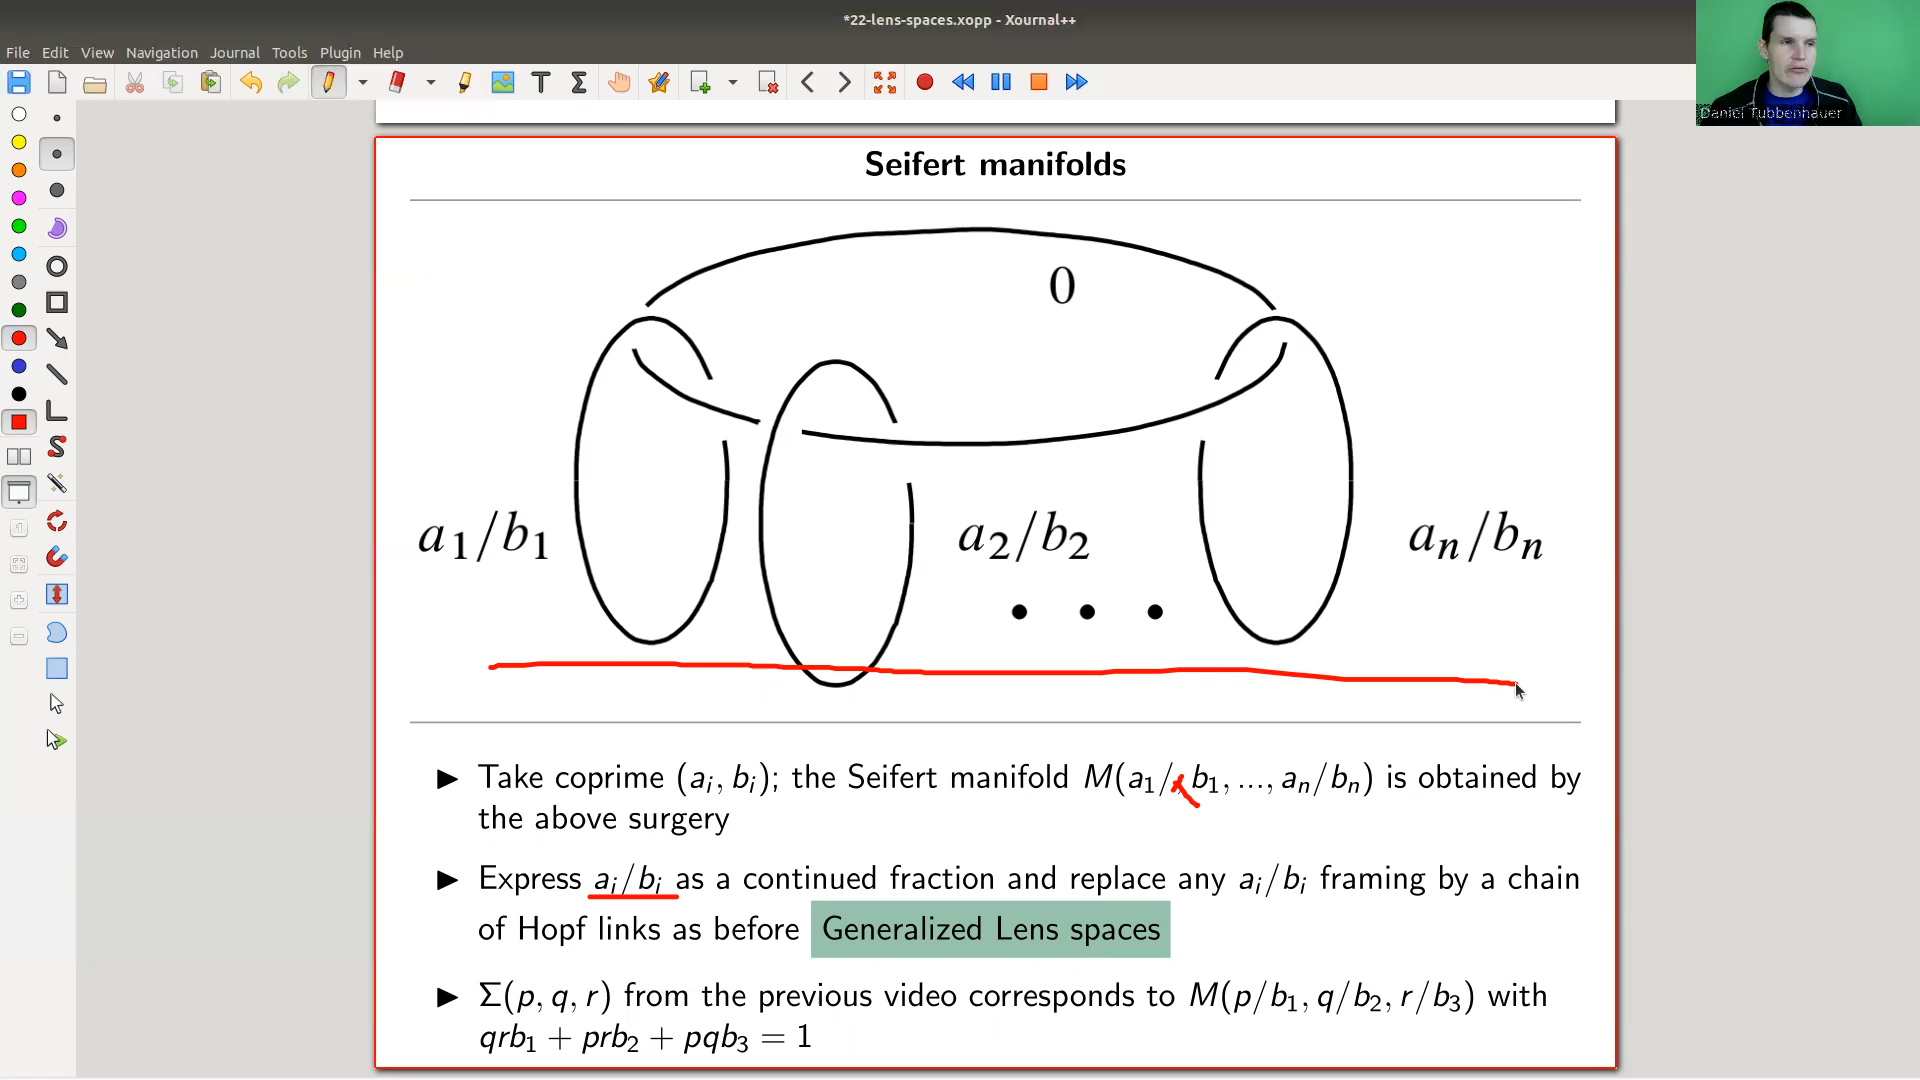 *22-lens-spaces.xopp - Xournal++
File Edit View Navigation Journal Tools Plugin Help
Daniel Tubbenhauer
Seifert manifolds
0
a₁/b₁ a₂/b₂ aₙ/bₙ
▶ Take coprime (aᵢ, bᵢ); the Seifert manifold M(a₁/, b₁, ..., aₙ/bₙ) is obtained by
the above surgery
▶ Express aᵢ/bᵢ as a continued fraction and replace any aᵢ/bᵢ framing by a chain
of Hopf links as before Generalized Lens spaces
▶ Σ(p, q, r) from the previous video corresponds to M(p/b₁, q/b₂, r/b₃) with
qrb₁ + prb₂ + pqb₃ = 1